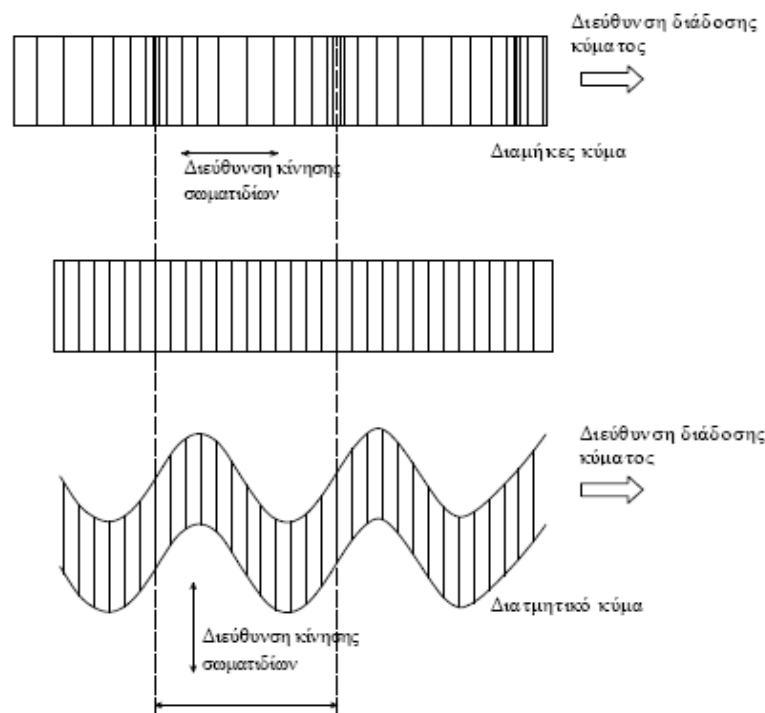 Διεύθυνση διάδοσης
κύματος
Διεύθυνση κίνησης
σωματιδίων
Διαμήκες κύμα
Διεύθυνση διάδοσης
κύματος
Διατμητικό κύμα
Διεύθυνση κίνησης
σωματιδίων